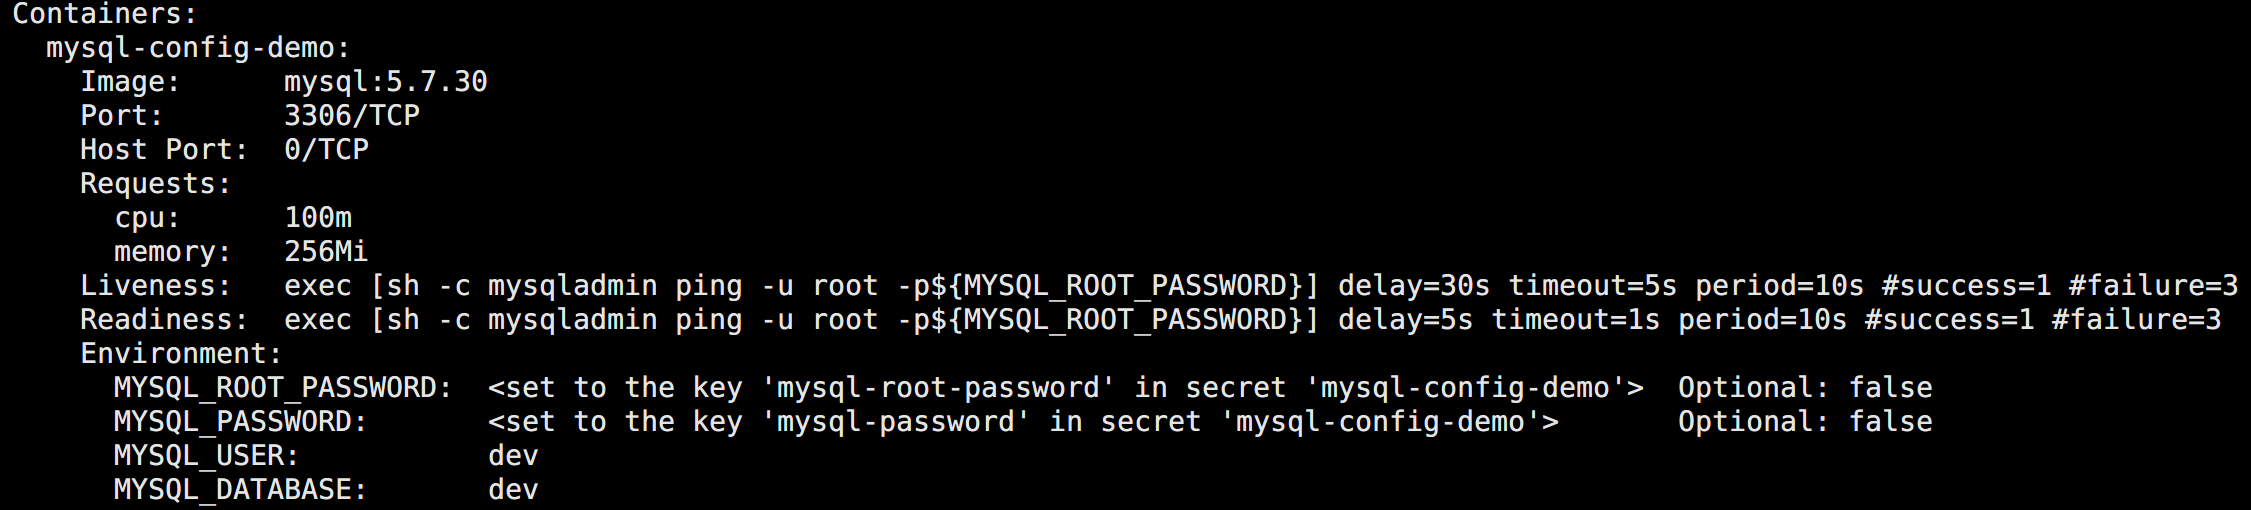 Containers:
  mysql-config-demo:
    Image:      mysql:5.7.30
    Port:       3306/TCP
    Host Port:  0/TCP
    Requests:
      cpu:      100m
      memory:   256Mi
    Liveness:   exec [sh -c mysqladmin ping -u root -p${MYSQL_ROOT_PASSWORD}] delay=30s timeout=5s period=10s #success=1 #failure=3
    Readiness:  exec [sh -c mysqladmin ping -u root -p${MYSQL_ROOT_PASSWORD}] delay=5s timeout=1s period=10s #success=1 #failure=3
    Environment:
      MYSQL_ROOT_PASSWORD:  <set to the key 'mysql-root-password' in secret 'mysql-config-demo'>  Optional: false
      MYSQL_PASSWORD:       <set to the key 'mysql-password' in secret 'mysql-config-demo'>       Optional: false
      MYSQL_USER:           dev
      MYSQL_DATABASE:       dev